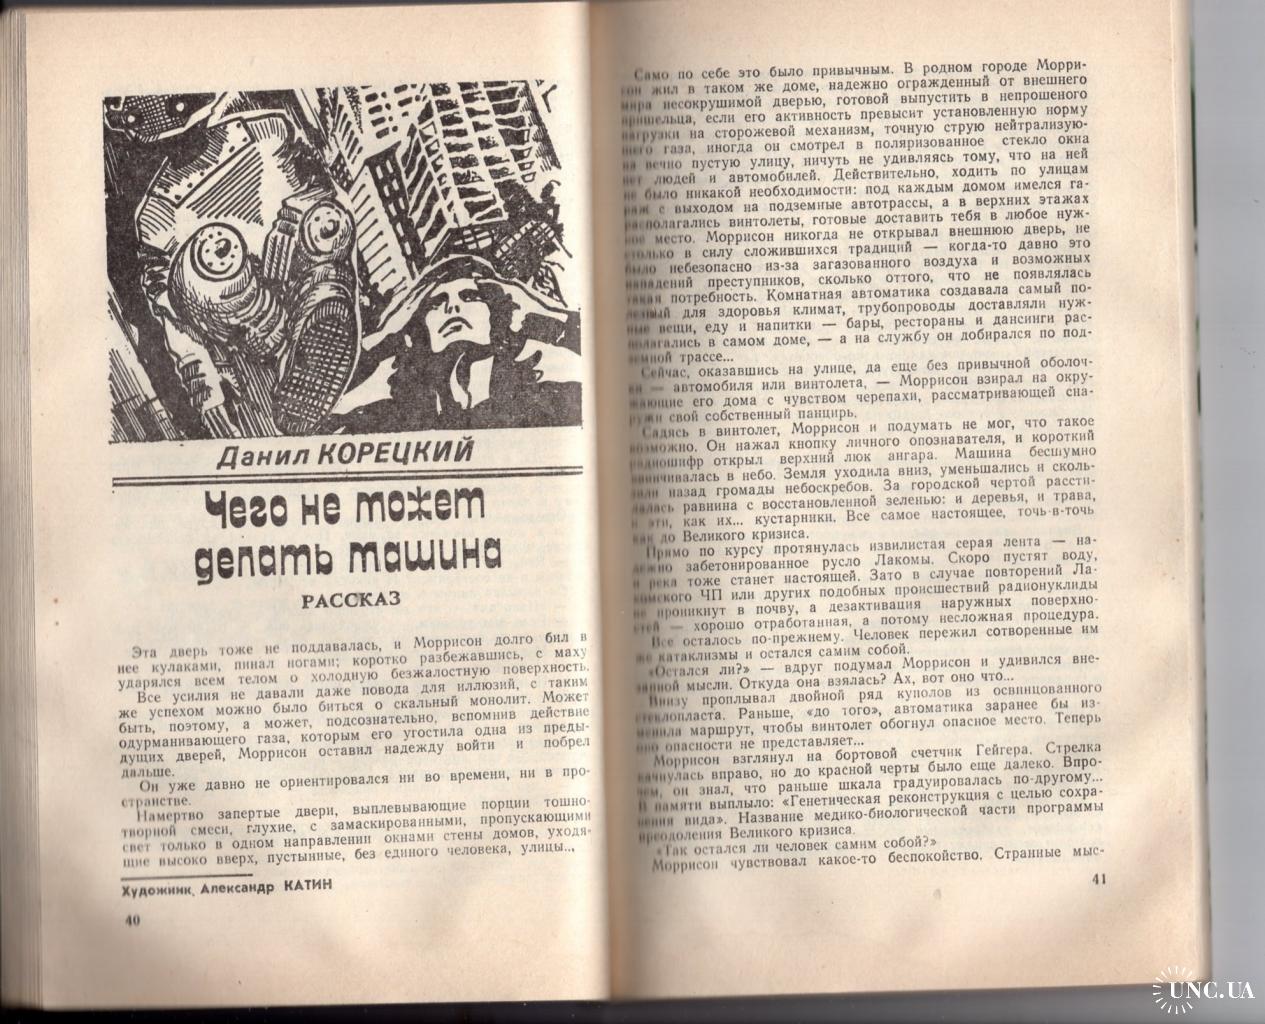 Данил КОРЕЦКИЙ
Чего не может
делать машина
РАССКАЗ
Эта дверь тоже не поддавалась, и Моррисон долго бил в
нее кулаками, пинал ногами; коротко разбежавшись, с маху
ударялся всем телом о холодную безжалостную поверхность.
Все усилия не давали даже повода для иллюзий, с таким
же успехом можно было биться о скальный монолит. Может
быть, поэтому, а может, подсознательно, вспомнив действие
одурманивающего газа, которым его угостила одна из преды-
дущих дверей, Моррисон оставил надежду войти и побрел
дальше.
Он уже давно не ориентировался ни во времени, ни в про-
странстве.
Намертво запертые двери, выплевывающие порции тошно-
творной смеси, глухие, с замаскированными, пропускающими
свет только в одном направлении окнами стены домов, уходя-
щие высоко вверх, пустынные, без единого человека, улицы...
Художник Александр КАТИН
40
Само по себе это было привычным. В родном городе Морри-
сон жил в таком же доме, надежно огражденный от внешнего
мира несокрушимой дверью, готовой выпустить в непрошеного
пришельца, если его активность превысит установленную норму
нагрузки на сторожевой механизм, точную струю нейтрализую-
щего газа, иногда он смотрел в поляризованное стекло окна
на вечно пустую улицу, ничуть не удивляясь тому, что на ней
нет людей и автомобилей. Действительно, ходить по улицам
не было никакой необходимости: под каждым домом имелся га-
раж с выходом на подземные автотрассы, а в верхних этажах
располагались винтолеты, готовые доставить тебя в любое нуж-
ное место. Моррисон никогда не открывал внешнюю дверь, не
столько в силу сложившихся традиций — когда-то давно это
было небезопасно из-за загазованного воздуха и возможных
нападений преступников, сколько оттого, что не появлялась
такая потребность. Комнатная автоматика создавала самый по-
лезный для здоровья климат, трубопроводы доставляли нуж-
ные вещи, еду и напитки — бары, рестораны и дансинги рас-
полагались в самом доме, — а на службу он добирался по под-
земной трассе...
Сейчас, оказавшись на улице, да еще без привычной оболоч-
ки — автомобиля или винтолета, — Моррисон взирал на окру-
жающие его дома с чувством черепахи, рассматривающей сна-
ружи свой собственный панцирь.
Садясь в винтолет, Моррисон и подумать не мог, что такое
возможно. Он нажал кнопку личного опознавателя, и короткий
радиошифр открыл верхний люк ангара. Машина бесшумно
ввинчивалась в небо. Земля уходила вниз, уменьшались и сколь-
зили назад громады небоскребов. За городской чертой рассти-
лалась равнина с восстановленной зеленью: и деревья, и трава,
и эти, как их... кустарники. Все самое настоящее, точь-в-точь
как до Великого кризиса.
Прямо по курсу протянулась извилистая серая лента — на-
дежно забетонированное русло Лакомы. Скоро пустят воду,
и река тоже станет настоящей. Зато в случае повторений Ла-
комского ЧП или других подобных происшествий радионуклиды
не проникнут в почву, а дезактивация наружных поверхно-
стей — хорошо отработанная, а потому несложная процедура.
Все осталось по-прежнему. Человек пережил сотворенные им
же катаклизмы и остался самим собой.
«Остался ли?» — вдруг подумал Моррисон и удивился вне-
запной мысли. Откуда она взялась? Ах, вот оно что...
Внизу проплывал двойной ряд куполов из освинцованного
стеклопласта. Раньше, «до того», автоматика заранее бы из-
менила маршрут, чтобы винтолет обогнул опасное место. Теперь
оно опасности не представляет...
Моррисон взглянул на бортовой счетчик Гейгера. Стрелка
качнулась вправо, но до красной черты было еще далеко. Впро-
чем, он знал, что раньше шкала градуировалась по-другому...
В памяти выплыло: «Генетическая реконструкция с целью сохра-
нения вида». Название медико-биологической части программы
преодоления Великого кризиса.
«Так остался ли человек самим собой?»
Моррисон чувствовал какое-то беспокойство. Странные мыс-
41
UNC.UA